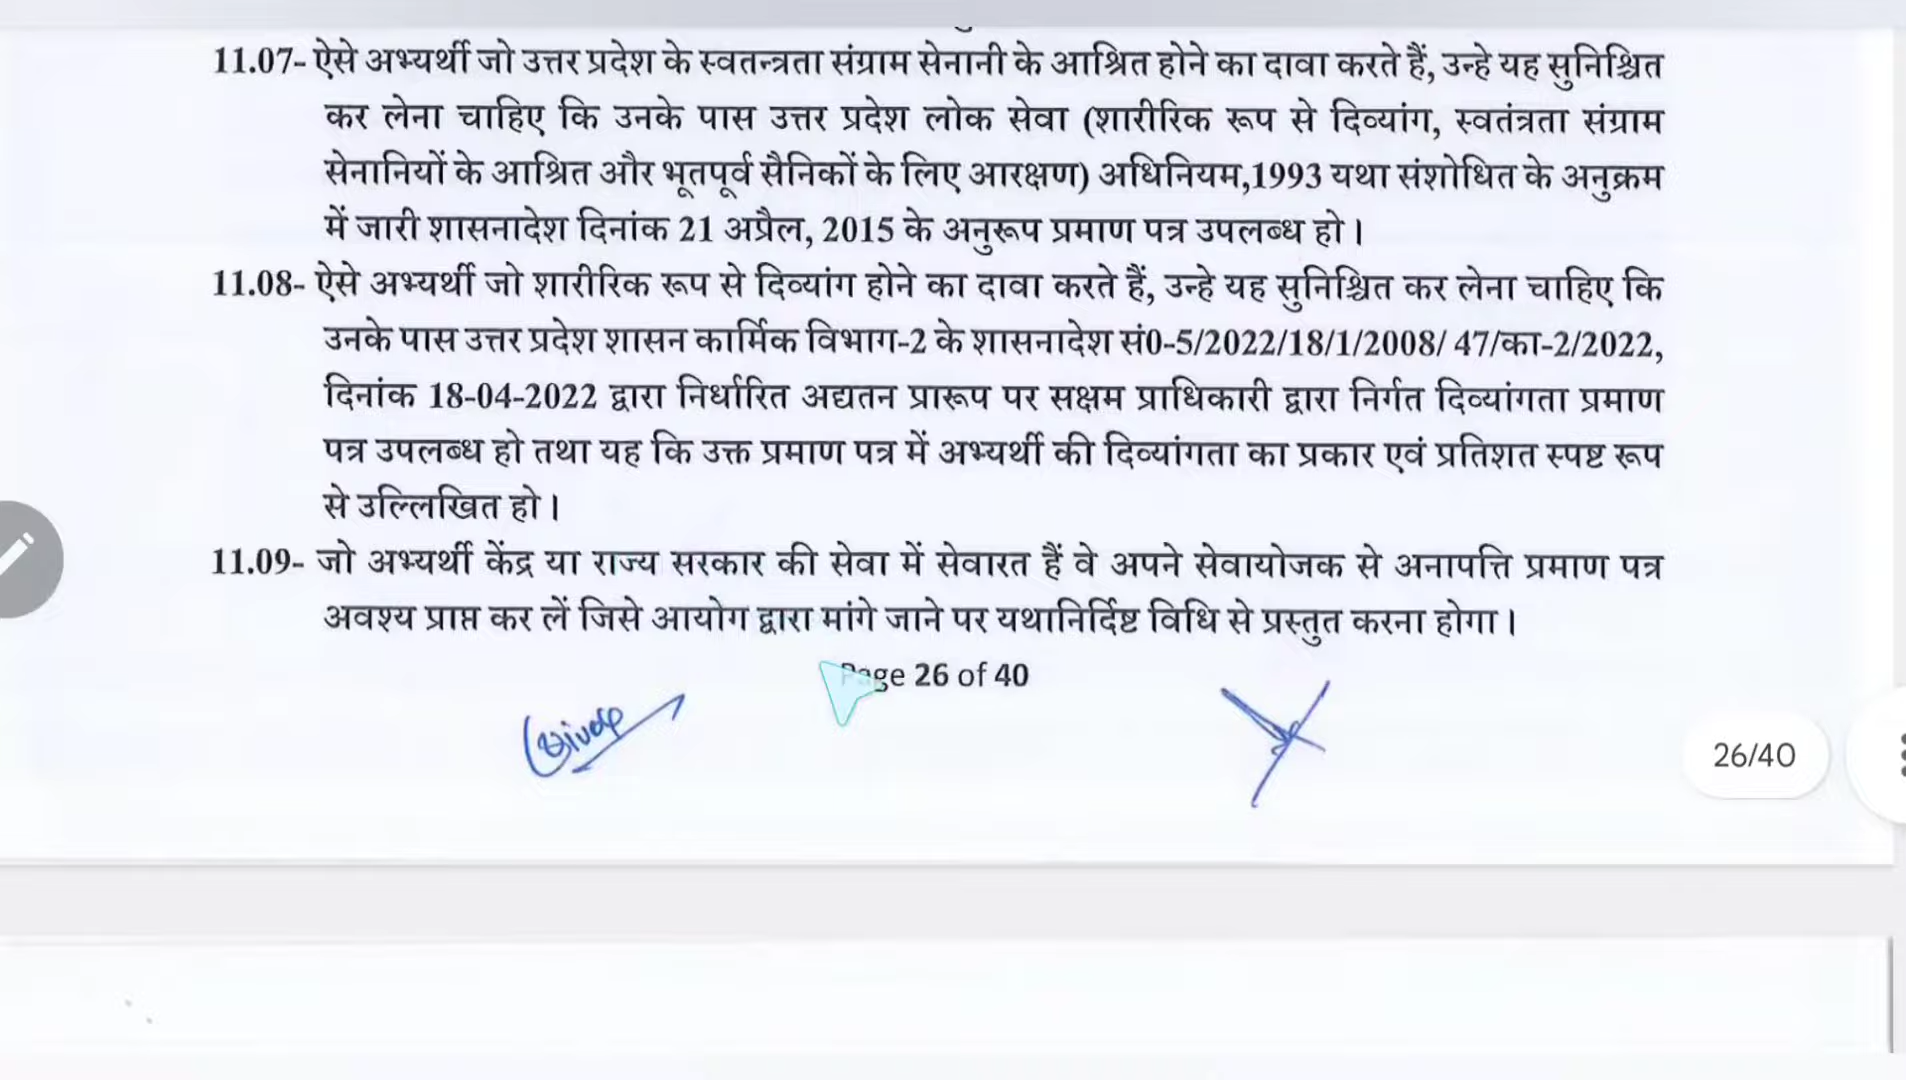 11.07- ऐसे अभ्यर्थी जो उत्तर प्रदेश के स्वतन्त्रता संग्राम सेनानी के आश्रित होने का दावा करते हैं, उन्हे यह सुनिश्चित
कर लेना चाहिए कि उनके पास उत्तर प्रदेश लोक सेवा (शारीरिक रूप से दिव्यांग, स्वतंत्रता संग्राम
सेनानियों के आश्रित और भूतपूर्व सैनिकों के लिए आरक्षण) अधिनियम,1993 यथा संशोधित के अनुक्रम
में जारी शासनादेश दिनांक 21 अप्रैल, 2015 के अनुरूप प्रमाण पत्र उपलब्ध हो।
11.08- ऐसे अभ्यर्थी जो शारीरिक रूप से दिव्यांग होने का दावा करते हैं, उन्हे यह सुनिश्चित कर लेना चाहिए कि
उनके पास उत्तर प्रदेश शासन कार्मिक विभाग-2 के शासनादेश सं0-5/2022/18/1/2008/ 47/का-2/2022,
दिनांक 18-04-2022 द्वारा निर्धारित अद्यतन प्रारूप पर सक्षम प्राधिकारी द्वारा निर्गत दिव्यांगता प्रमाण
पत्र उपलब्ध हो तथा यह कि उक्त प्रमाण पत्र में अभ्यर्थी की दिव्यांगता का प्रकार एवं प्रतिशत स्पष्ट रूप
से उल्लिखित हो।
11.09- जो अभ्यर्थी केंद्र या राज्य सरकार की सेवा में सेवारत हैं वे अपने सेवायोजक से अनापत्ति प्रमाण पत्र
अवश्य प्राप्त कर लें जिसे आयोग द्वारा मांगे जाने पर यथानिर्दिष्ट विधि से प्रस्तुत करना होगा।
Page 26 of 40
26/40